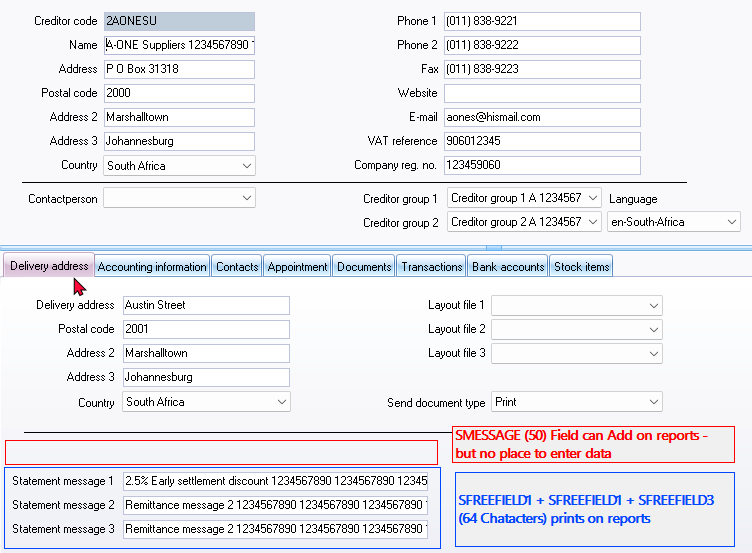 Creditor code 2AONESU Phone 1 (011) 838-9221
Name A-ONE Suppliers 1234567890 Phone 2 (011) 838-9222
Address P O Box 31318 Fax (011) 838-9223
Postal code 2000 Website
Address 2 Marshalltown E-mail aones@hismail.com
Address 3 Johannesburg VAT reference 906012345
Country South Africa Company reg. no. 123459060
Contactperson Creditor group 1 Creditor group 1 A 1234567 Language
Creditor group 2 Creditor group 2 A 1234567 en-South-Africa
Delivery address Accounting information Contacts Appointment Documents Transactions Bank accounts Stock items
Delivery address Austin Street Layout file 1
Postal code 2001 Layout file 2
Address 2 Marshalltown Layout file 3
Address 3 Johannesburg
Country South Africa Send document type Print
SMESSAGE (50) Field can Add on reports -
but no place to enter data
Statement message 1 2.5% Early settlement discount 1234567890 1234567890 12345
Statement message 2 Remittance message 2 1234567890 1234567890 1234567890
Statement message 3 Remittance message 2 1234567890 1234567890 1234567890
SFREEFIELD1 + SFREEFIELD1 + SFREEFIELD3
(64 Chatacters) prints on reports